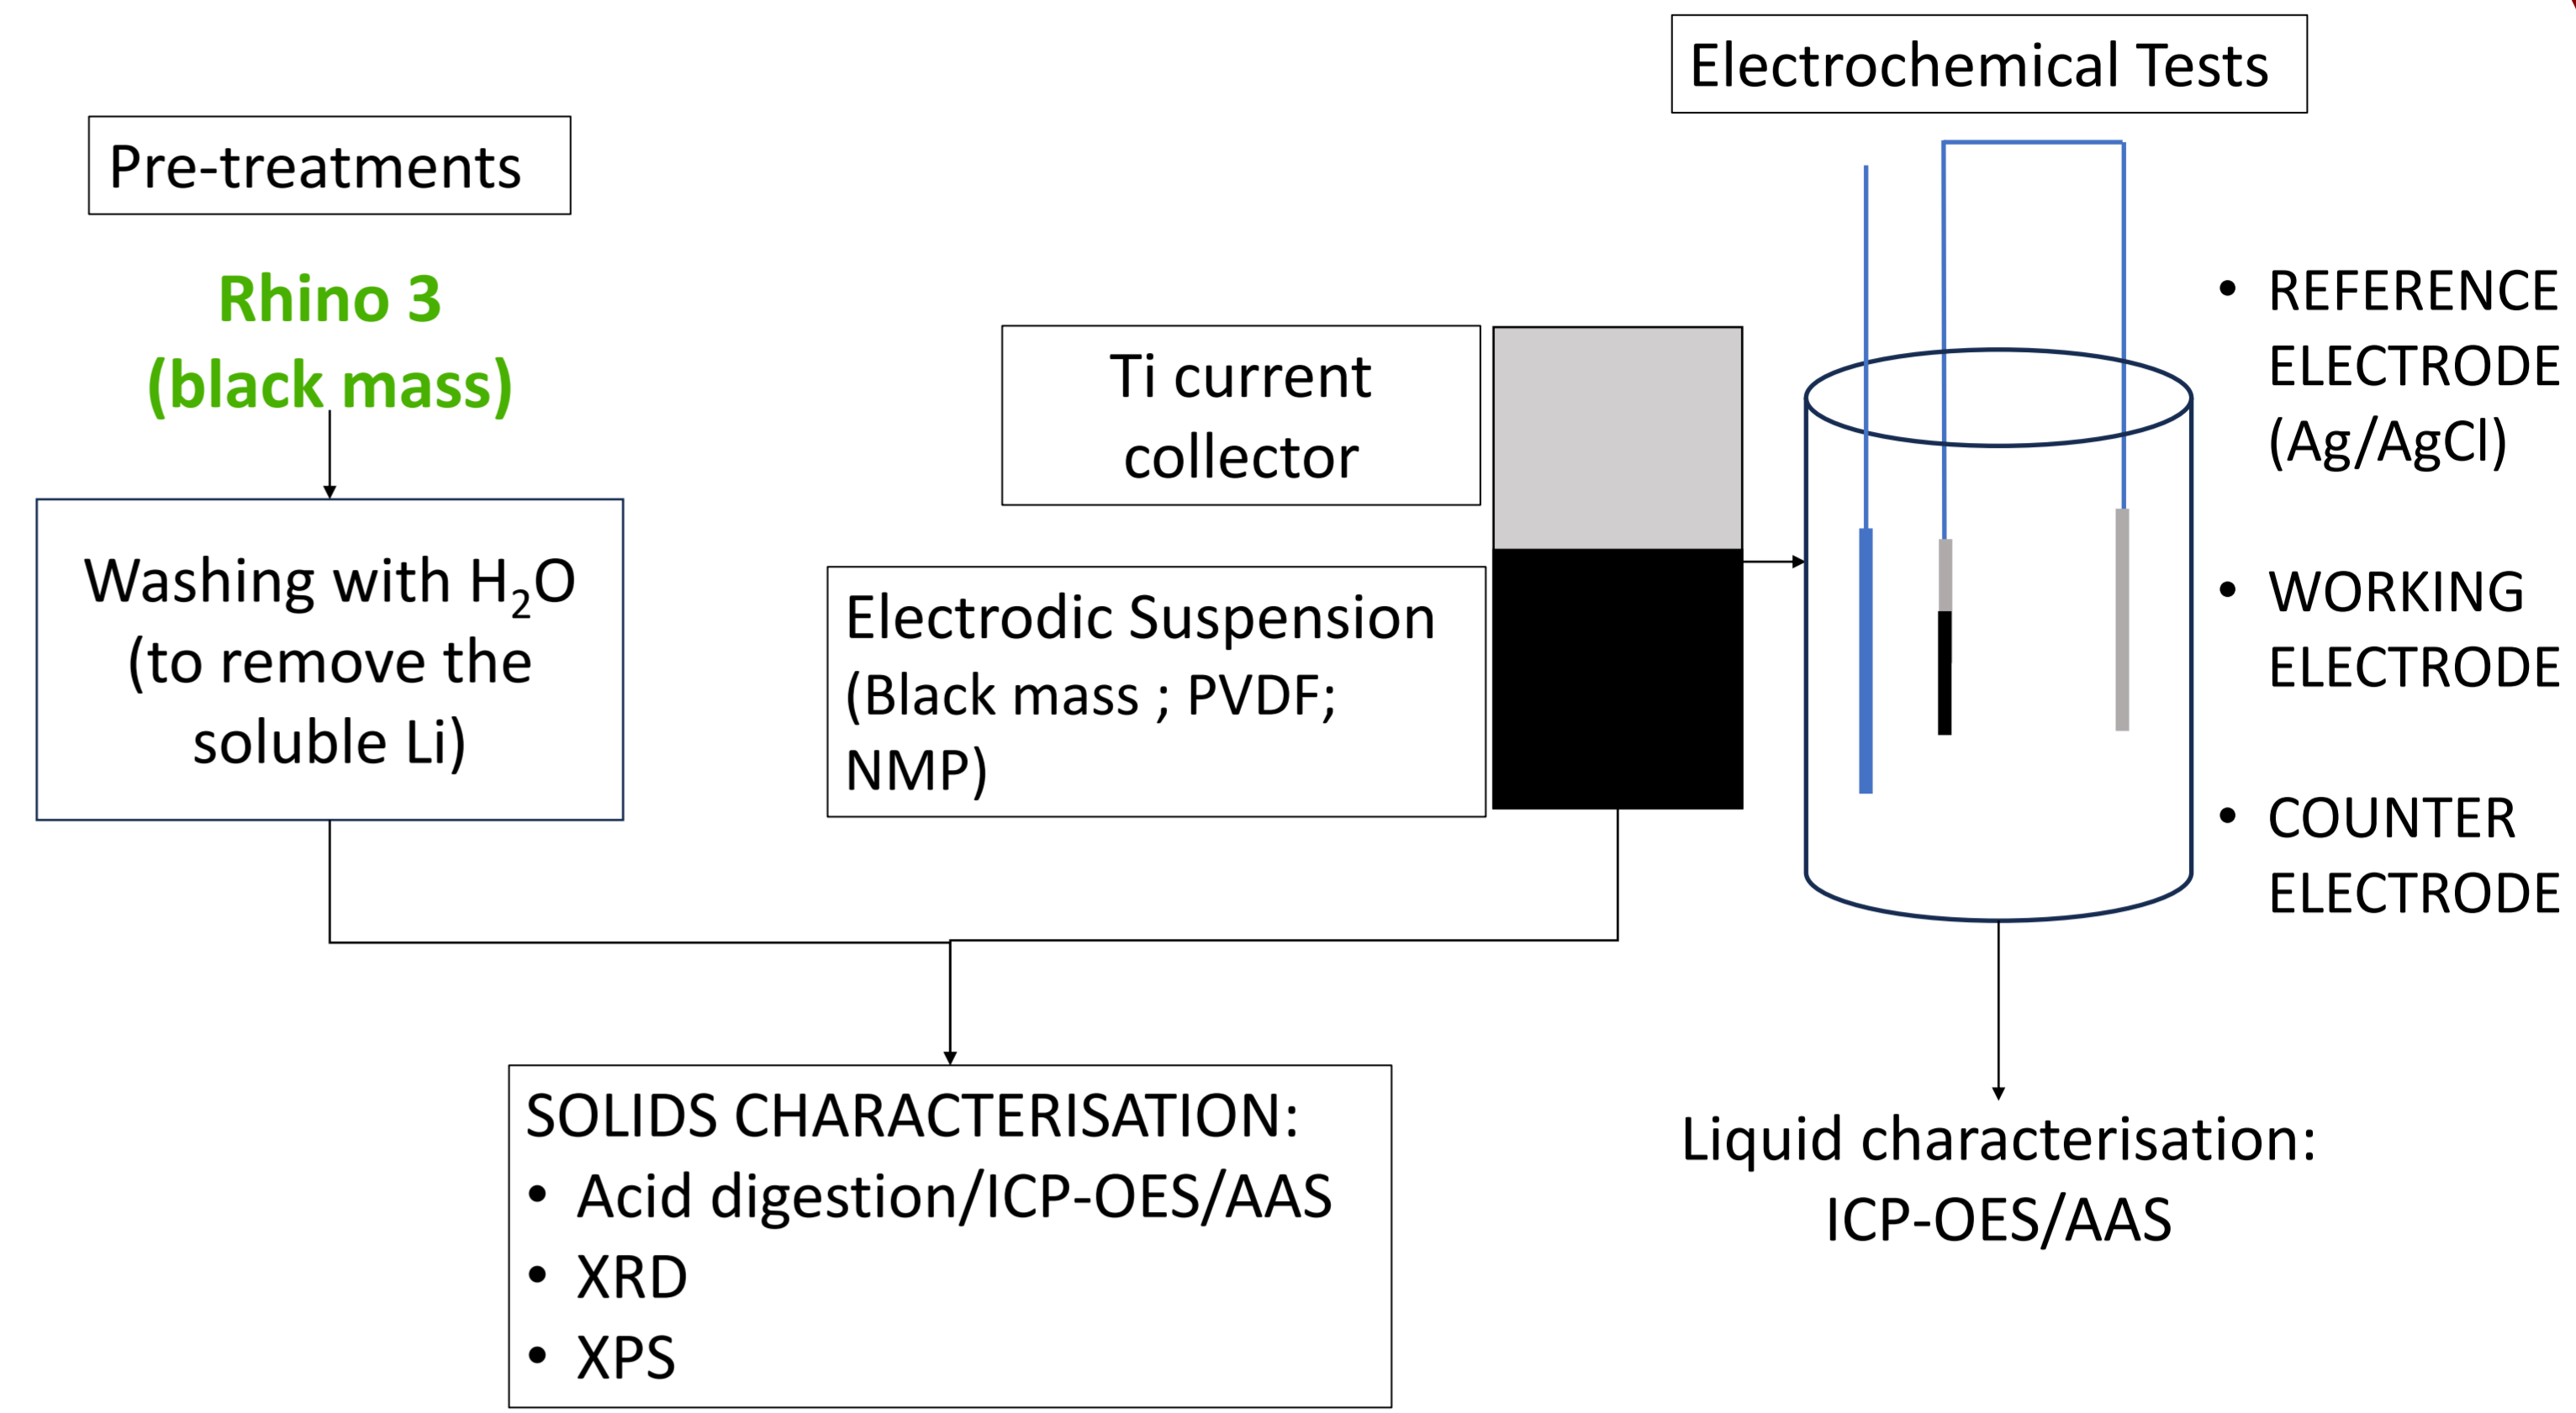 Pre-treatments
Rhino 3
(black mass)
Washing with H₂O
(to remove the
soluble Li)
Ti current
collector
Electrodic Suspension
(Black mass ; PVDF;
NMP)
Electrochemical Tests
• REFERENCE
ELECTRODE
(Ag/AgCl)
• WORKING
ELECTRODE
• COUNTER
ELECTRODE
SOLIDS CHARACTERISATION:
• Acid digestion/ICP-OES/AAS
• XRD
• XPS
Liquid characterisation:
ICP-OES/AAS